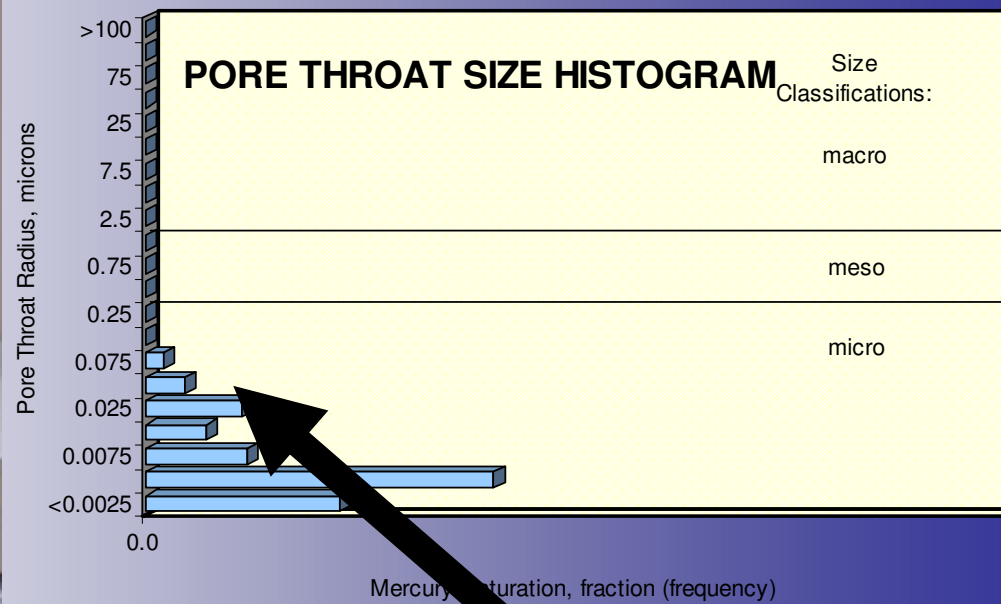 PORE THROAT SIZE HISTOGRAM
Size
Classifications:
macro
meso
micro
Pore Throat Radius, microns
>100
75
25
7.5
2.5
0.75
0.25
0.075
0.025
0.0075
<0.0025
0.0
Mercury turation, fraction (frequency)